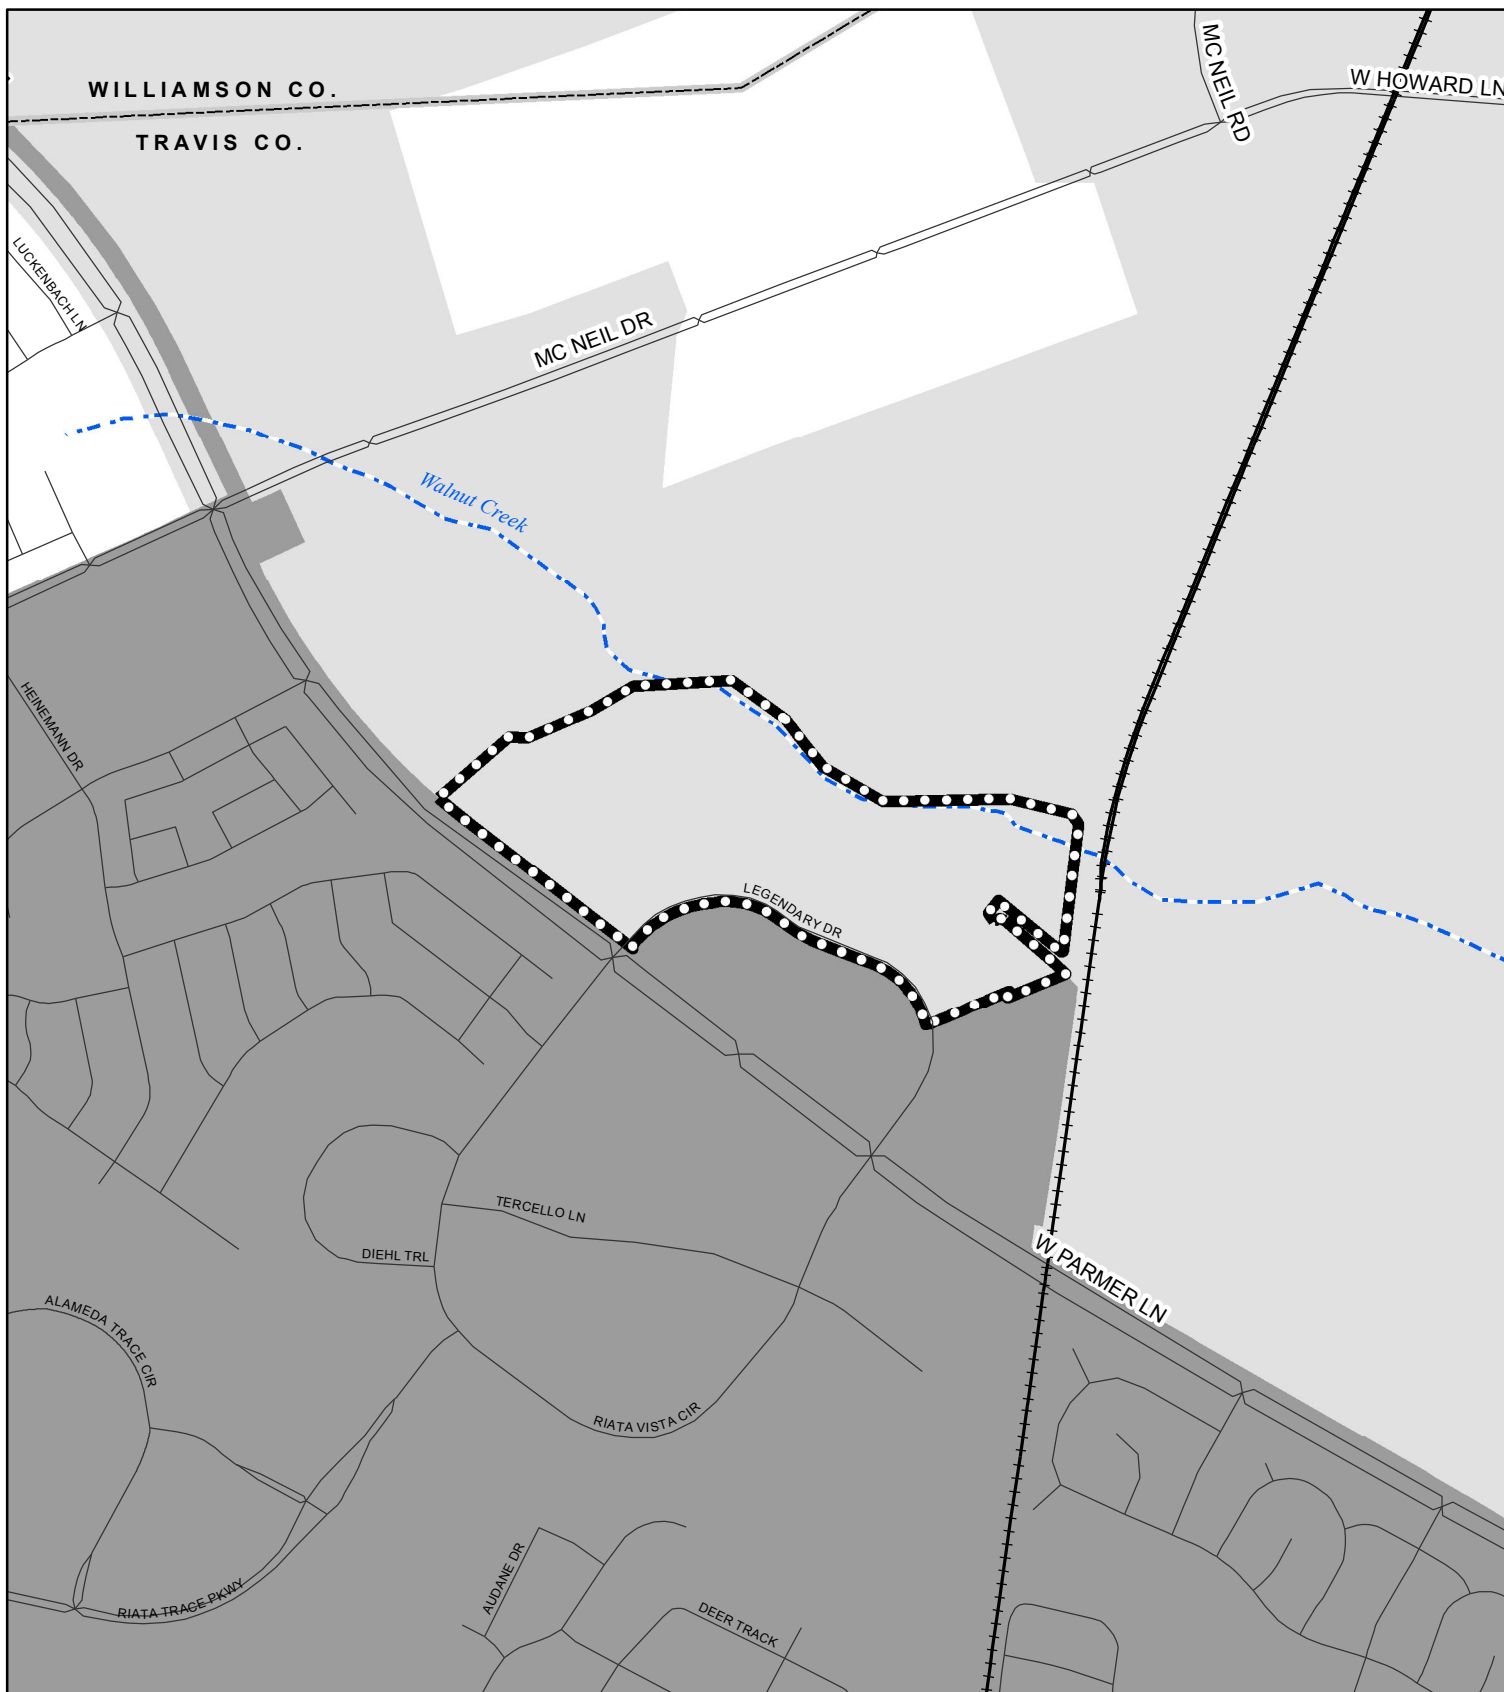 MC NEIL RD
W HOWARD LN
WILLIAMSON CO.
TRAVIS CO.
LUCKENBACH LN
MC NEIL DR
Walnut Creek
HEINEMANN DR
LEGENDARY DR
TERCELLO LN
DIEHL TRL
W PARMER LN
ALAMEDA TRACE CIR
RIATA VISTA CIR
AUDANE DR
RIATA TRACE PKWY
DEER TRACK